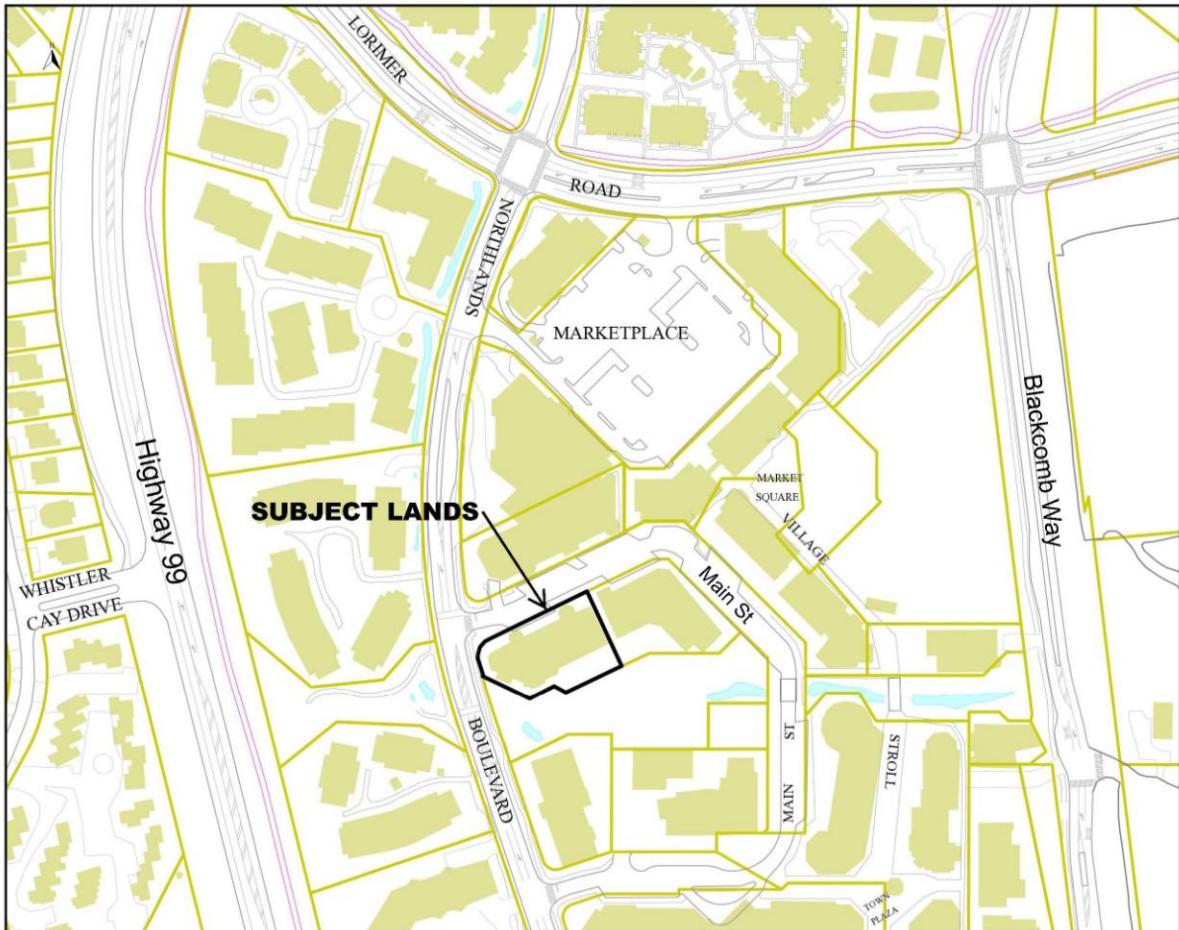 LORIMER
ROAD
NORTHLANDS
MARKETPLACE
Highway 99
Blackcomb Way
MARKET
SQUARE
SUBJECT LANDS
VILLAGE
WHISTLER
CAY DRIVE
Main St
BOULEVARD
MAIN
ST
STROLL
TOWN
PLAZA